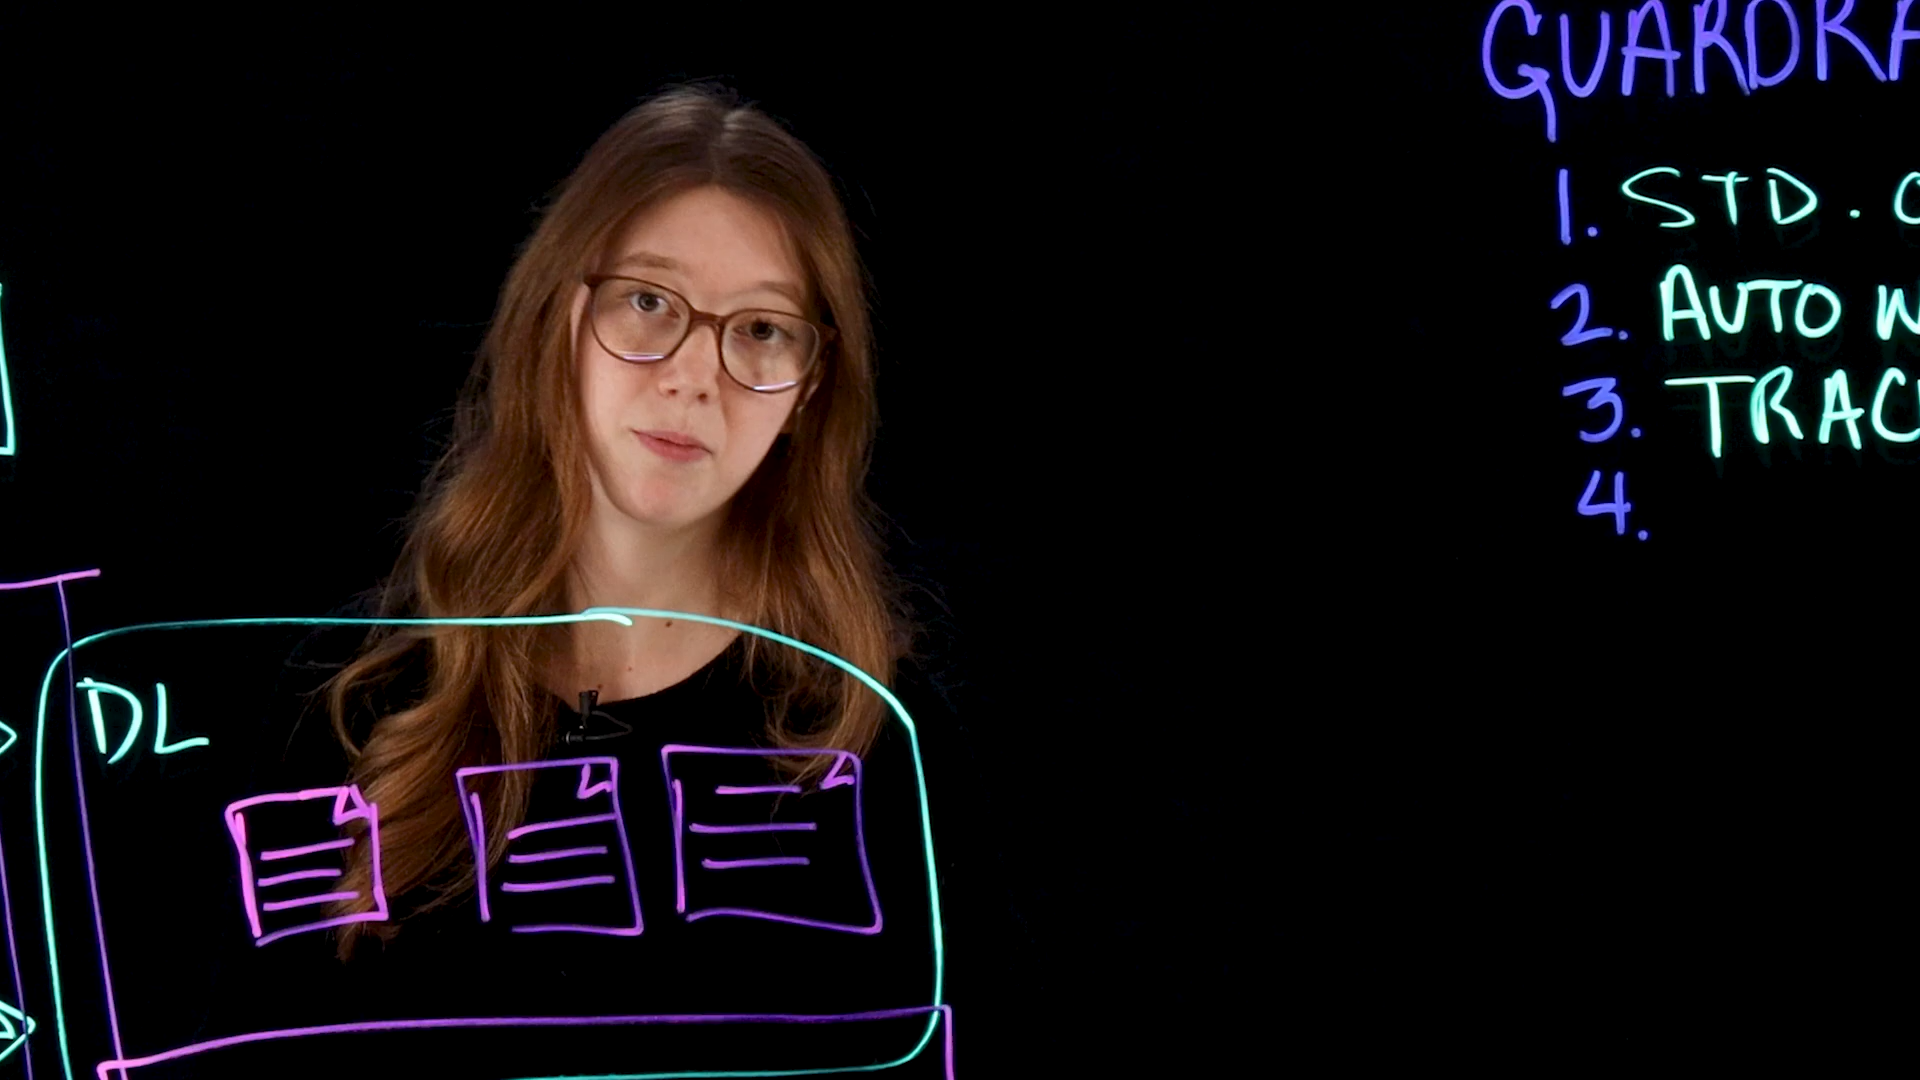 GUARDRA
1. STD. C
2. AUTO W
3. TRAC
4.
DL